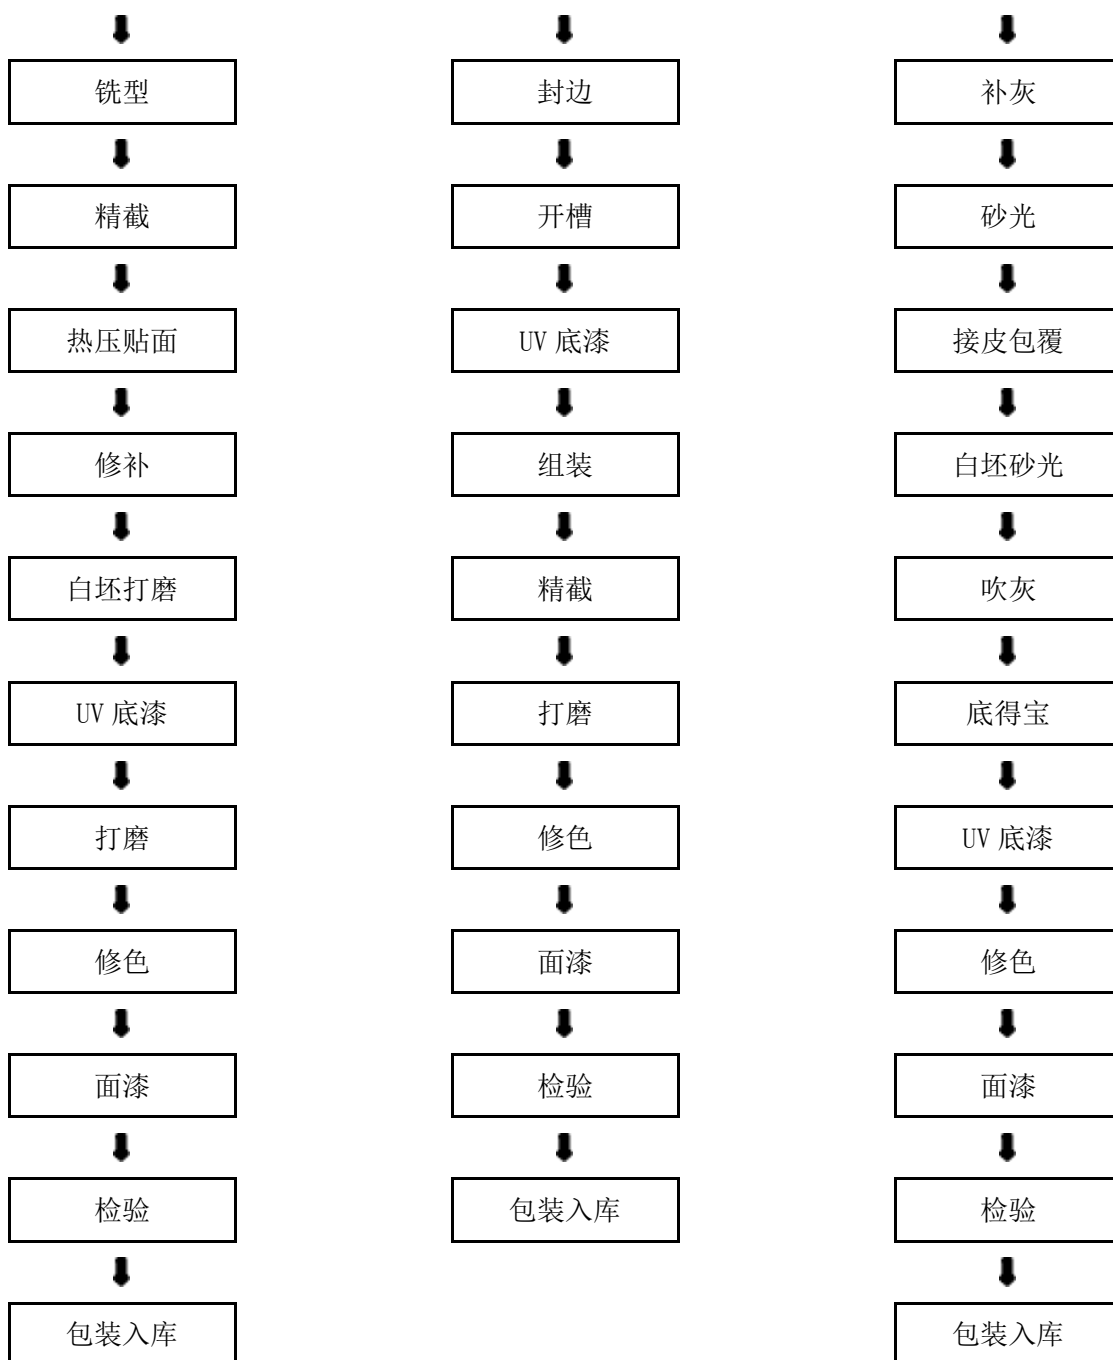 铣型
封边
补灰
精截
开槽
砂光
热压贴面
UV 底漆
接皮包覆
修补
组装
白坯砂光
白坯打磨
精截
吹灰
UV 底漆
打磨
底得宝
打磨
修色
UV 底漆
修色
面漆
修色
面漆
检验
面漆
检验
包装入库
检验
包装入库
包装入库